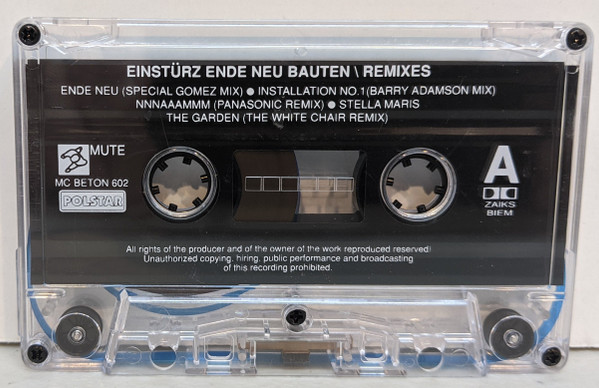 EINSTÜRZ ENDE NEU BAUTEN \ REMIXES
ENDE NEU (SPECIAL GOMEZ MIX) ● INSTALLATION NO.1(BARRY ADAMSON MIX)
NNNAAAMMM (PANASONIC REMIX) ● STELLA MARIS
THE GARDEN (THE WHITE CHAIR REMIX)
MUTE
MC BETON 602
POLSTAR
A
ZAIKS
BIEM
All rights of the producer and of the owner of the work reproduced reserved!
Unauthorized copying, hiring, public performance and broadcasting
of this recording prohibited.